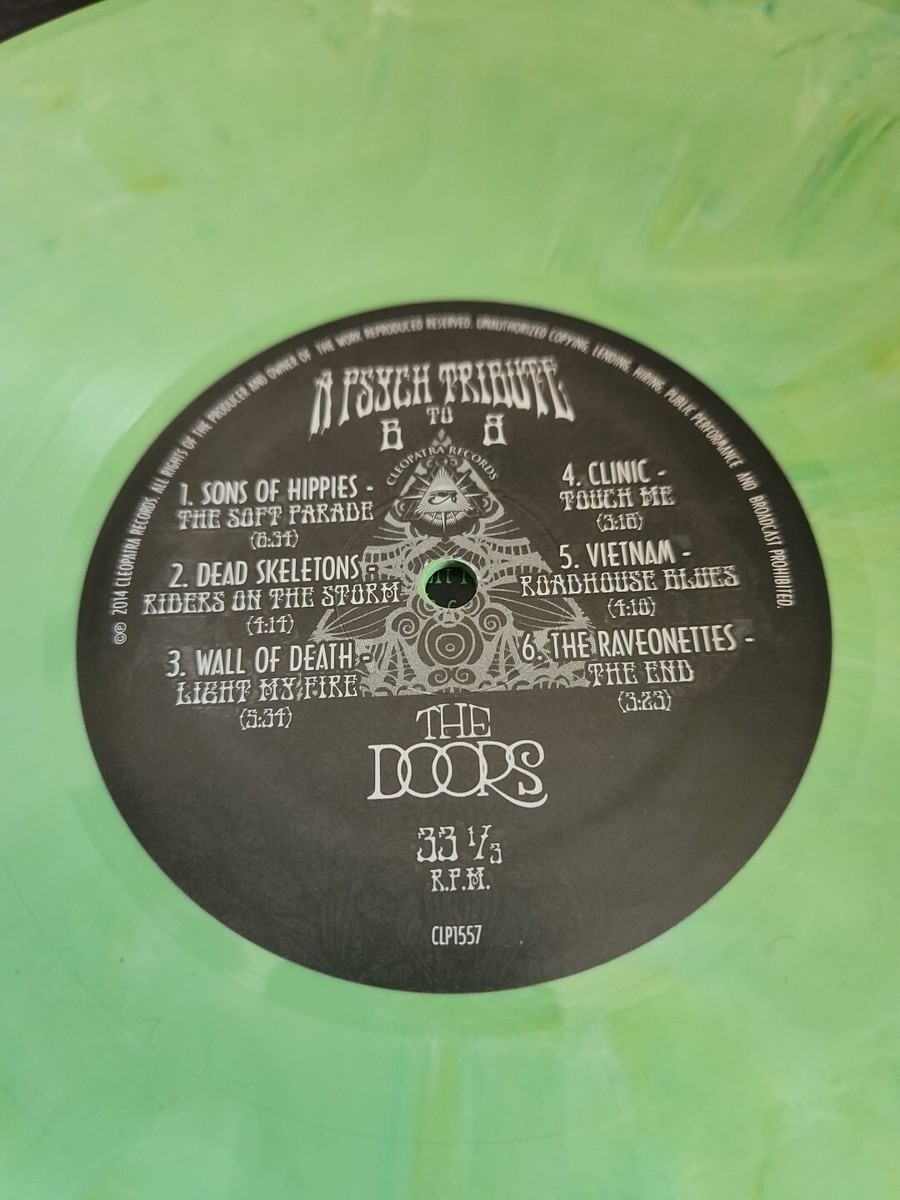 ℗© 2014 CLEOPATRA RECORDS. ALL RIGHTS OF THE PRODUCER AND OWNER OF THE WORK REPRODUCED RESERVED. UNAUTHORIZED COPYING, LENDING, HIRING, PUBLIC PERFORMANCE AND BROADCAST PROHIBITED.
A PSYCH TRIBUTE
TO
B B
CLEOPATRA RECORDS
1. SONS OF HIPPIES -
THE SOFT PARADE
(8:34)
2. DEAD SKELETONS -
RIDERS ON THE STORM
(4:14)
3. WALL OF DEATH -
LIGHT MY FIRE
(5:34)
4. CLINIC -
TOUCH ME
(3:18)
5. VIETNAM -
ROADHOUSE BLUES
(4:10)
6. THE RAVEONETTES -
THE END
(3:23)
THE
DOORS
33 1/3
R.P.M.
CLP1557